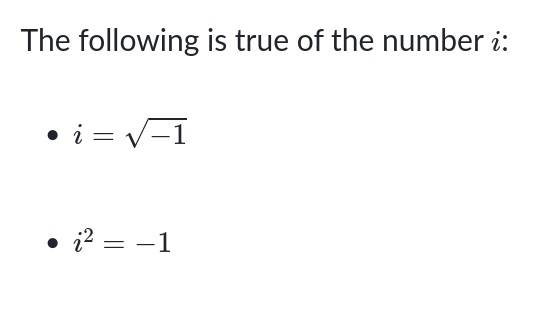 The following is true of the number i:
• i = √−1
• i² = −1